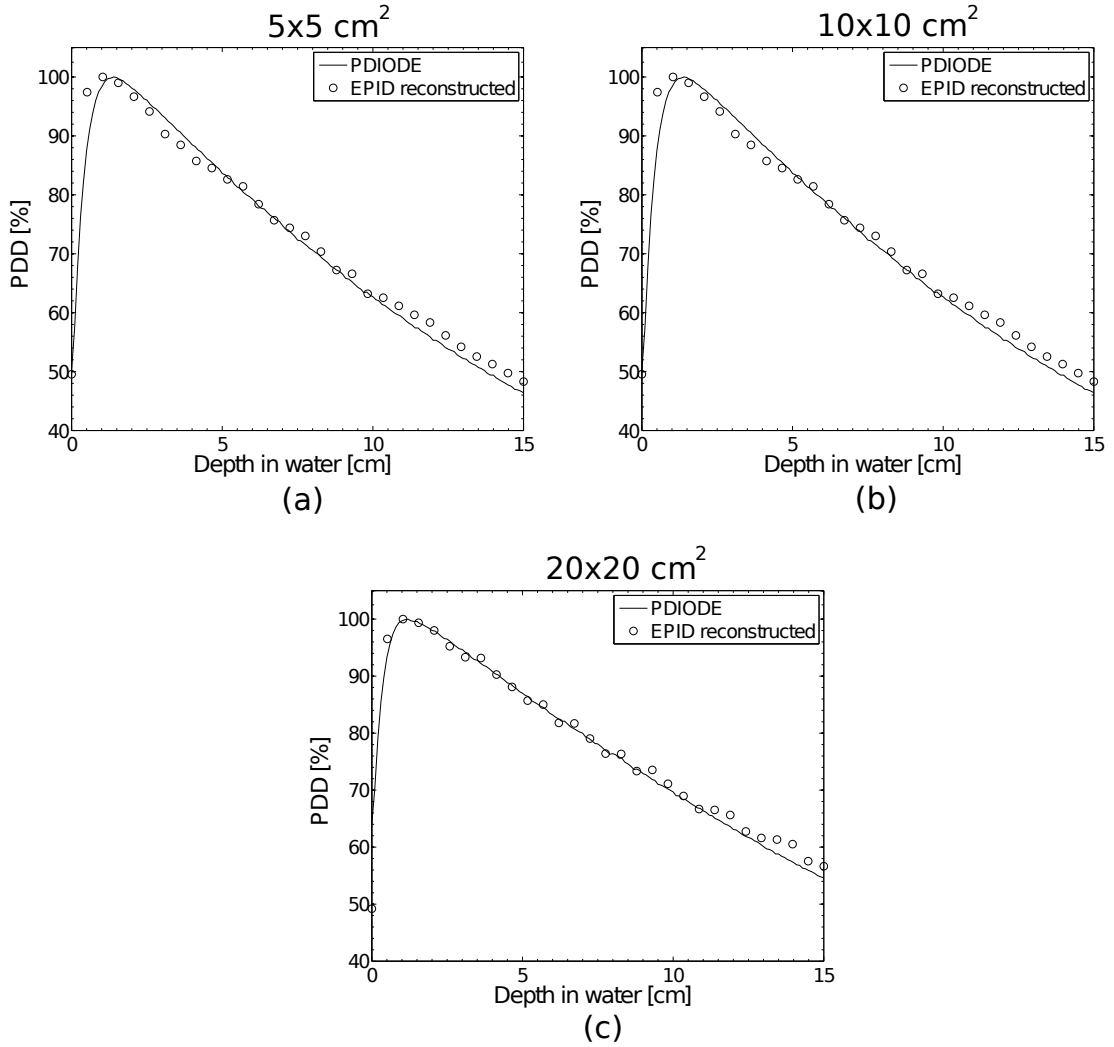 5x5 cm²
PDIODE
EPID reconstructed
PDD [%]
100
90
80
70
60
50
40
0 5 10 15
Depth in water [cm]
(a)
10x10 cm²
PDIODE
EPID reconstructed
PDD [%]
100
90
80
70
60
50
40
0 5 10 15
Depth in water [cm]
(b)
20x20 cm²
PDIODE
EPID reconstructed
PDD [%]
100
90
80
70
60
50
40
0 5 10 15
Depth in water [cm]
(c)